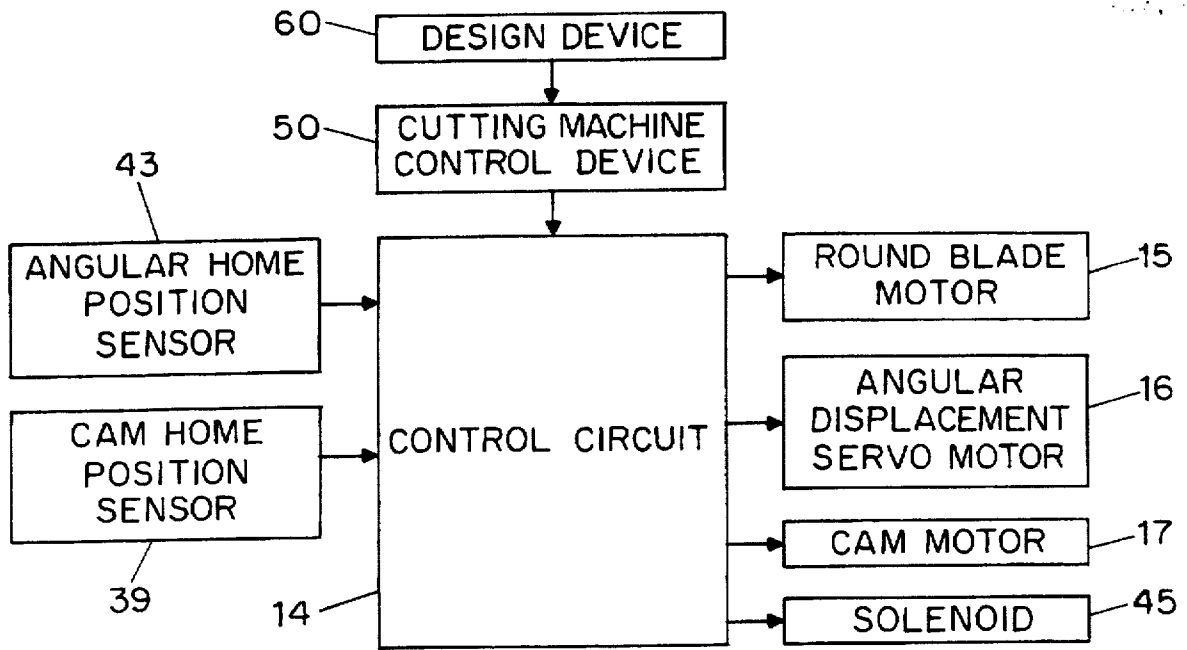 60
DESIGN DEVICE
50
CUTTING MACHINE
CONTROL DEVICE
43
ANGULAR HOME
POSITION
SENSOR
CAM HOME
POSITION
SENSOR
39
14
CONTROL CIRCUIT
ROUND BLADE
MOTOR
15
ANGULAR
DISPLACEMENT
SERVO MOTOR
16
CAM MOTOR
17
SOLENOID
45